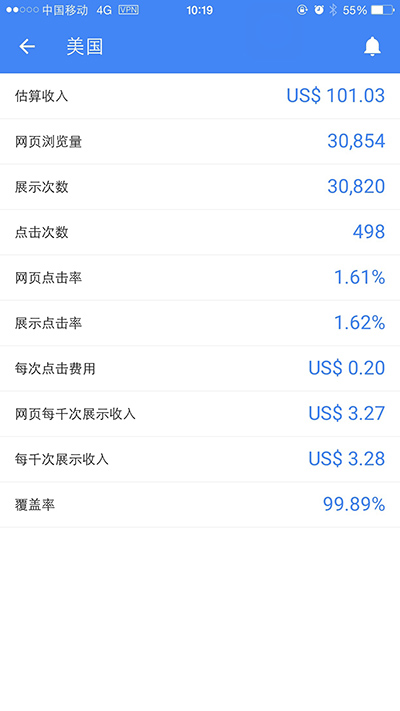 中国移动 4G VPN 10:19 55%
美国
估算收入 US$ 101.03
网页浏览量 30,854
展示次数 30,820
点击次数 498
网页点击率 1.61%
展示点击率 1.62%
每次点击费用 US$ 0.20
网页每千次展示收入 US$ 3.27
每千次展示收入 US$ 3.28
覆盖率 99.89%